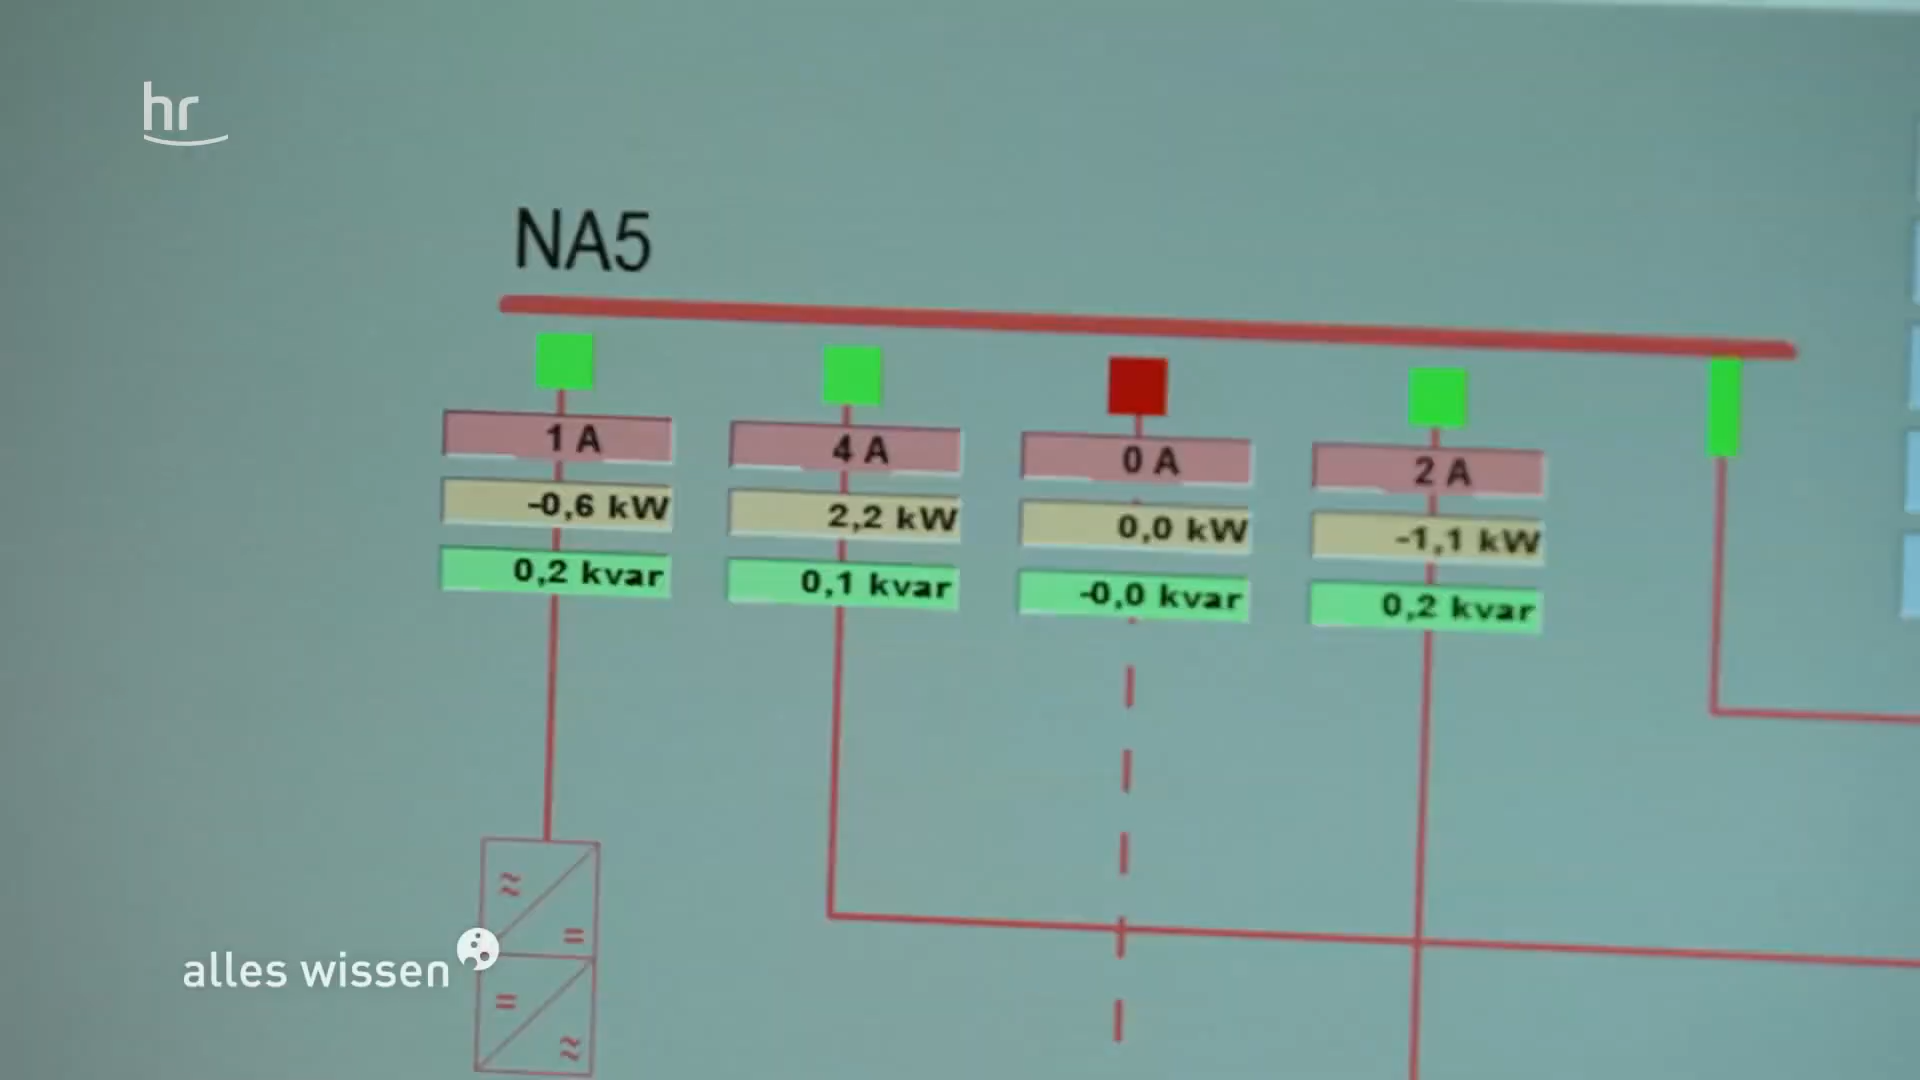 hr
NA5
1 A
4 A
0 A
2 A
-0,6 kW
2,2 kW
0,0 kW
-1,1 kW
0,2 kvar
0,1 kvar
-0,0 kvar
0,2 kvar
≈
=
=
≈
alles wissen